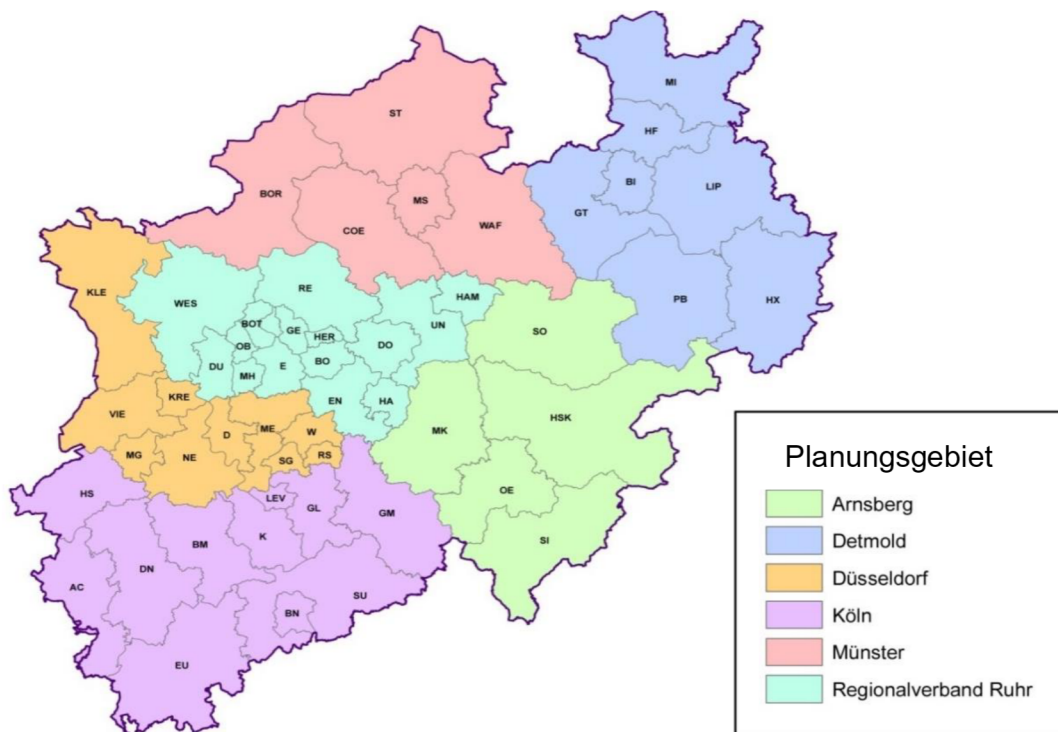 MI
ST
HF
BI
LIP
BOR
MS
GT
COE
WAF
KLE
RE
HAM
WES
PB
HX
BOT
GE
UN
SO
OB
HER
DO
DU
MH
E
BO
KRE
EN
HA
VIE
HSK
D
ME
W
MK
MG
NE
SG
RS
HS
LEV
GL
GM
OE
BM
K
SI
DN
AC
SU
BN
EU
Planungsgebiet
Arnsberg
Detmold
Düsseldorf
Köln
Münster
Regionalverband Ruhr